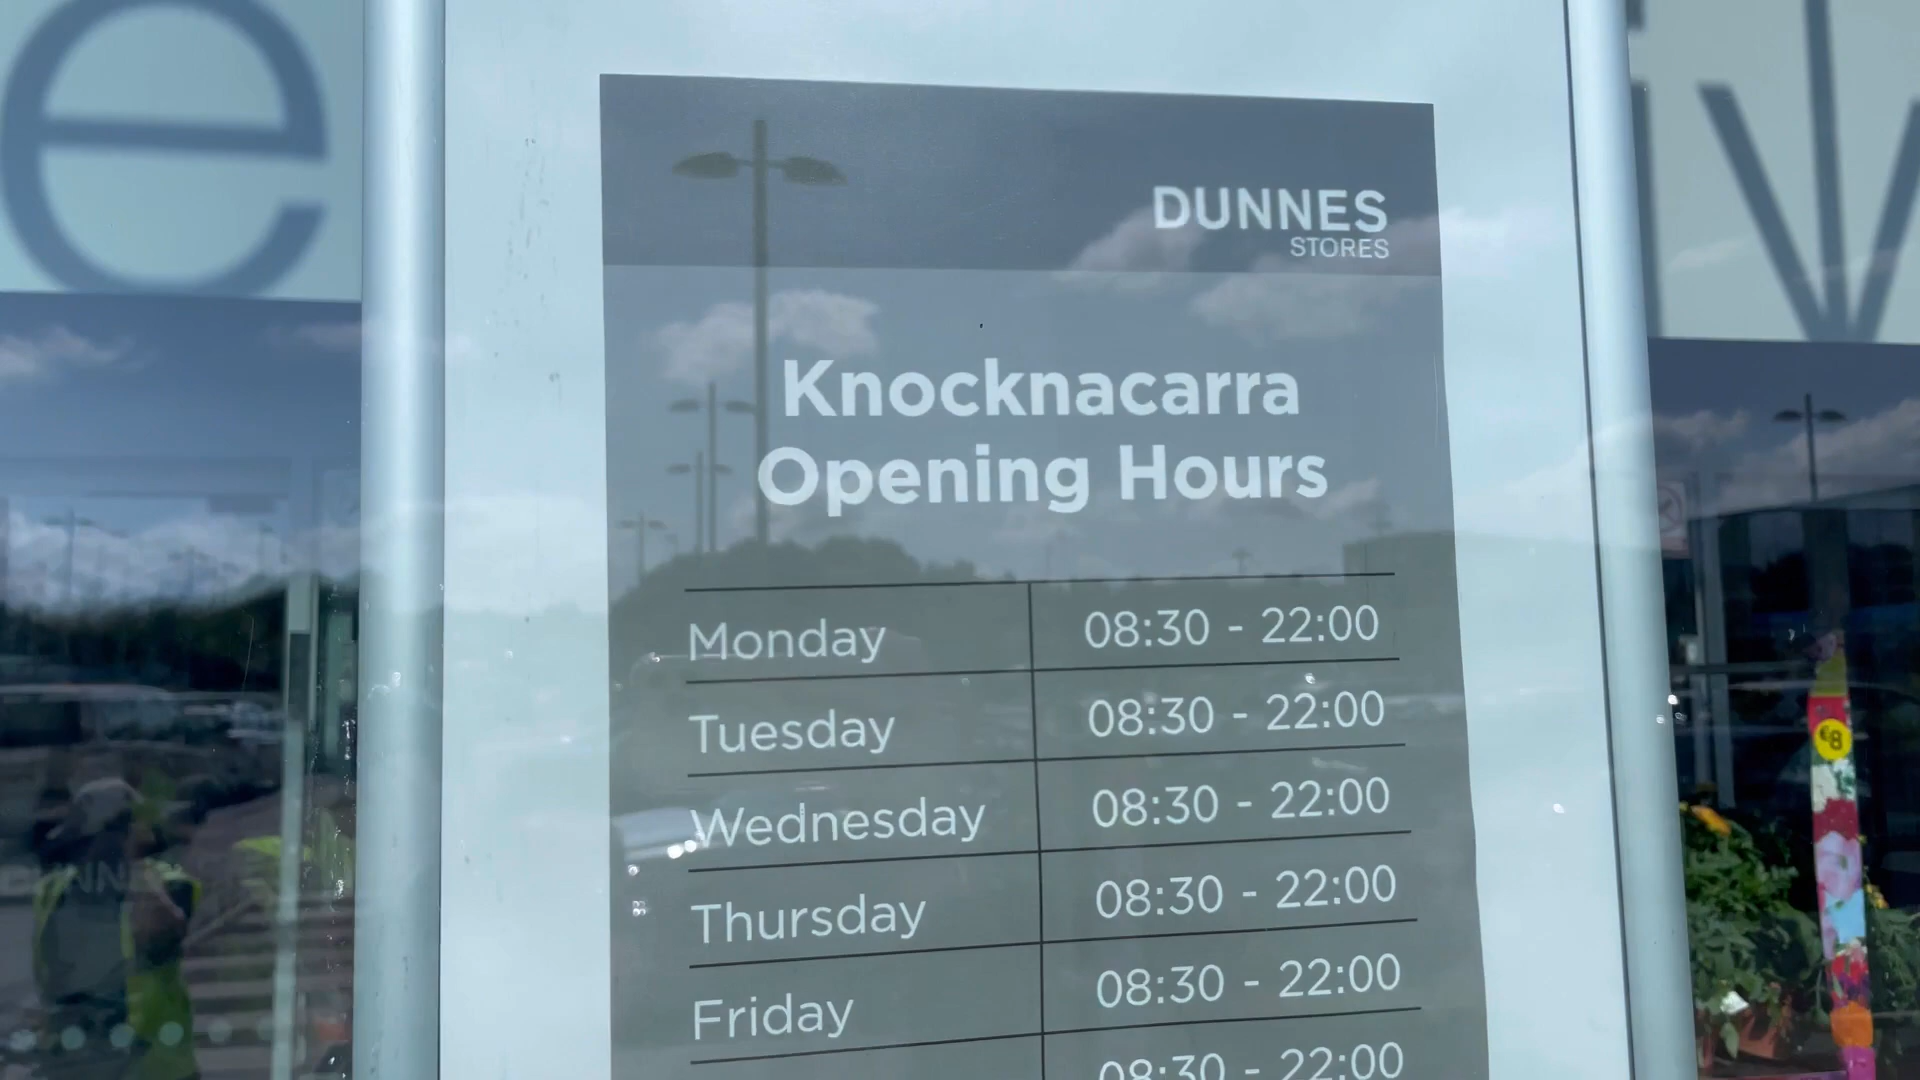 DUNNES
STORES
Knocknacarra
Opening Hours
Monday 08:30 - 22:00
Tuesday 08:30 - 22:00
Wednesday 08:30 - 22:00
Thursday 08:30 - 22:00
Friday 08:30 - 22:00
08:30 - 22:00
€8